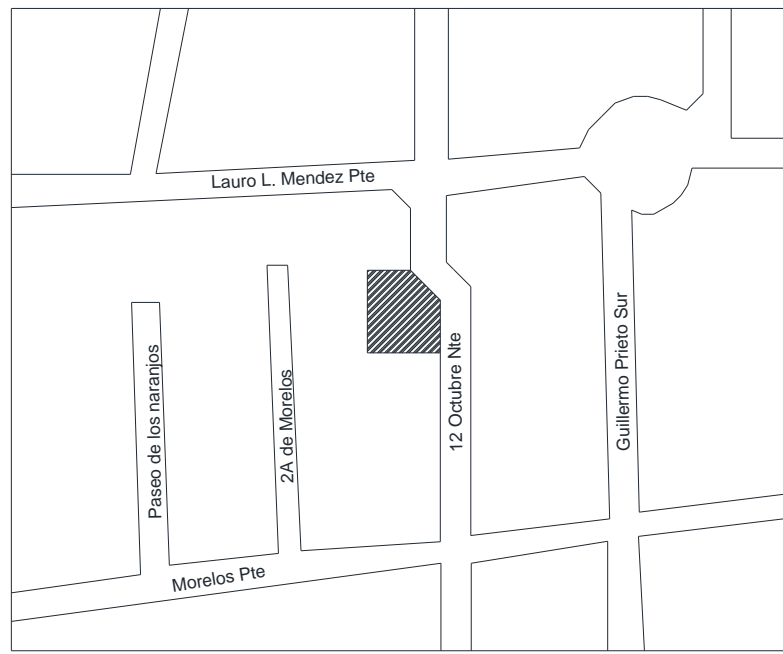 Lauro L. Mendez Pte
Paseo de los naranjos
2A de Morelos
12 Octubre Nte
Guillermo Prieto Sur
Morelos Pte